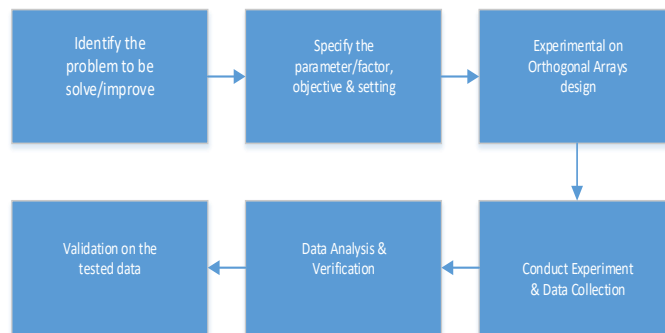 Identify the
problem to be
solve/improve
Specify the
parameter/factor,
objective & setting
Experimental on
Orthogonal Arrays
design
Conduct Experiment
& Data Collection
Data Analysis &
Verification
Validation on the
tested data